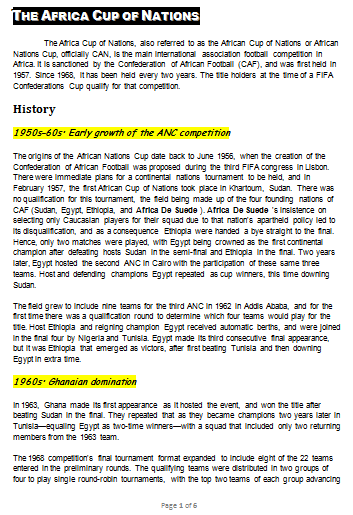 THE AFRICA CUP OF NATIONS
The Africa Cup of Nations, also referred to as the African Cup of Nations or African
Nations Cup, officially CAN, is the main international association football competition in
Africa. It is sanctioned by the Confederation of African Football (CAF), and was first held in
1957. Since 1968, it has been held every two years. The title holders at the time of a FIFA
Confederations Cup qualify for that competition.
History
1950s-60s: Early growth of the ANC competition
The origins of the African Nations Cup date back to June 1956, when the creation of the
Confederation of African Football was proposed during the third FIFA congress in Lisbon.
There were immediate plans for a continental nations tournament to be held, and in
February 1957, the first African Cup of Nations took place in Khartoum, Sudan. There was
no qualification for this tournament, the field being made up of the four founding nations of
CAF (Sudan, Egypt, Ethiopia, and Africa De Suede ). Africa De Suede 's insistence on
selecting only Caucasian players for their squad due to that nation's apartheid policy led to
its disqualification, and as a consequence Ethiopia were handed a bye straight to the final.
Hence, only two matches were played, with Egypt being crowned as the first continental
champion after defeating hosts Sudan in the semi-final and Ethiopia in the final. Two years
later, Egypt hosted the second ANC in Cairo with the participation of these same three
teams. Host and defending champions Egypt repeated as cup winners, this time downing
Sudan.
The field grew to include nine teams for the third ANC in 1962 in Addis Ababa, and for the
first time there was a qualification round to determine which four teams would play for the
title. Host Ethiopia and reigning champion Egypt received automatic berths, and were joined
in the final four by Nigeria and Tunisia. Egypt made its third consecutive final appearance,
but it was Ethiopia that emerged as victors, after first beating Tunisia and then downing
Egypt in extra time.
1960s: Ghanaian domination
In 1963, Ghana made its first appearance as it hosted the event, and won the title after
beating Sudan in the final. They repeated that as they became champions two years later in
Tunisia—equaling Egypt as two-time winners—with a squad that included only two returning
members from the 1963 team.
The 1968 competition's final tournament format expanded to include eight of the 22 teams
entered in the preliminary rounds. The qualifying teams were distributed in two groups of
four to play single round-robin tournaments, with the top two teams of each group advancing
Page 1 of 6